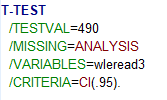 T-TEST
/TESTVAL=490
/MISSING=ANALYSIS
/VARIABLES=wleread3
/CRITERIA=CI(.95).